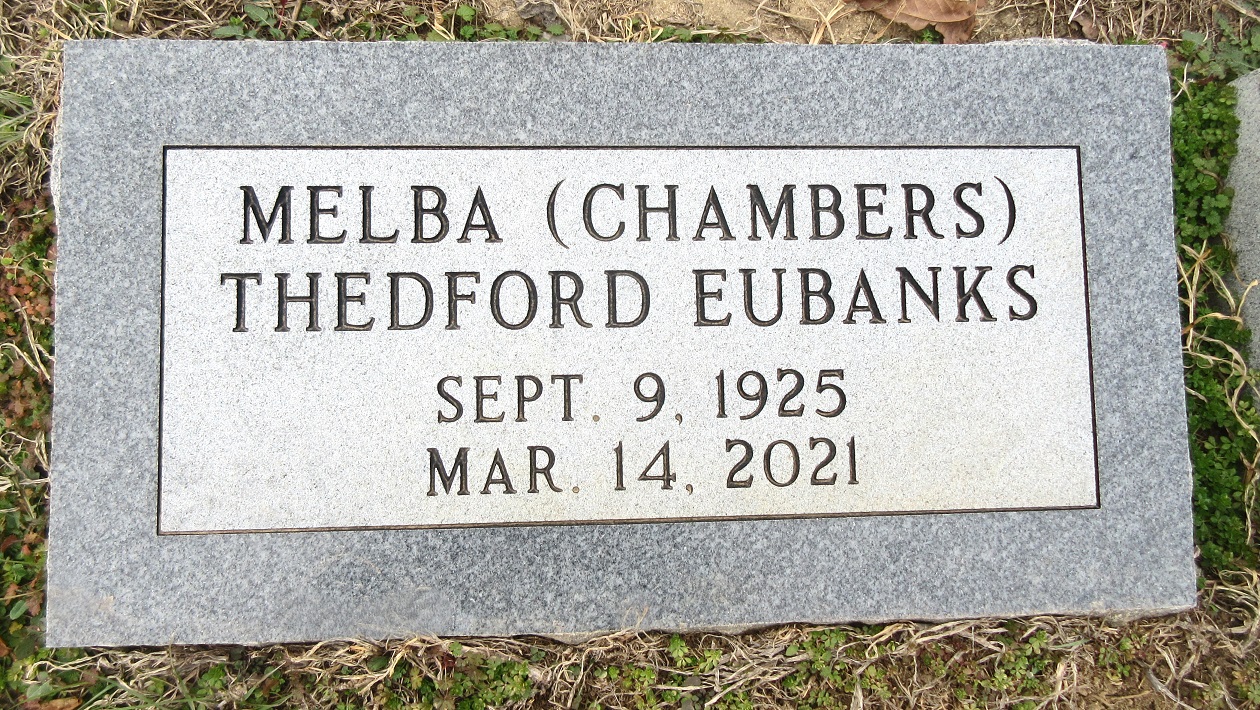 MELBA (CHAMBERS)
THEDFORD EUBANKS
SEPT. 9, 1925
MAR. 14, 2021